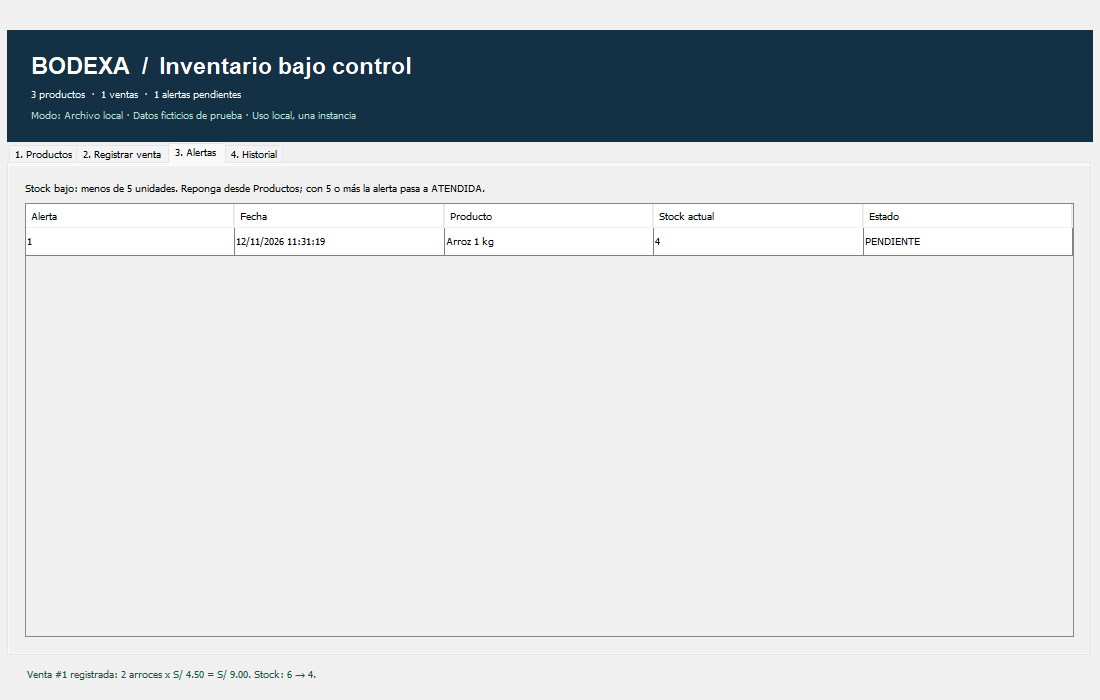 BODEXA / Inventario bajo control
3 productos · 1 ventas · 1 alertas pendientes
Modo: Archivo local · Datos ficticios de prueba · Uso local, una instancia
1. Productos 2. Registrar venta 3. Alertas 4. Historial
Stock bajo: menos de 5 unidades. Reponga desde Productos; con 5 o más la alerta pasa a ATENDIDA.
Alerta Fecha Producto Stock actual Estado
1 12/11/2026 11:31:19 Arroz 1 kg 4 PENDIENTE
Venta #1 registrada: 2 arroces x S/ 4.50 = S/ 9.00. Stock: 6 → 4.